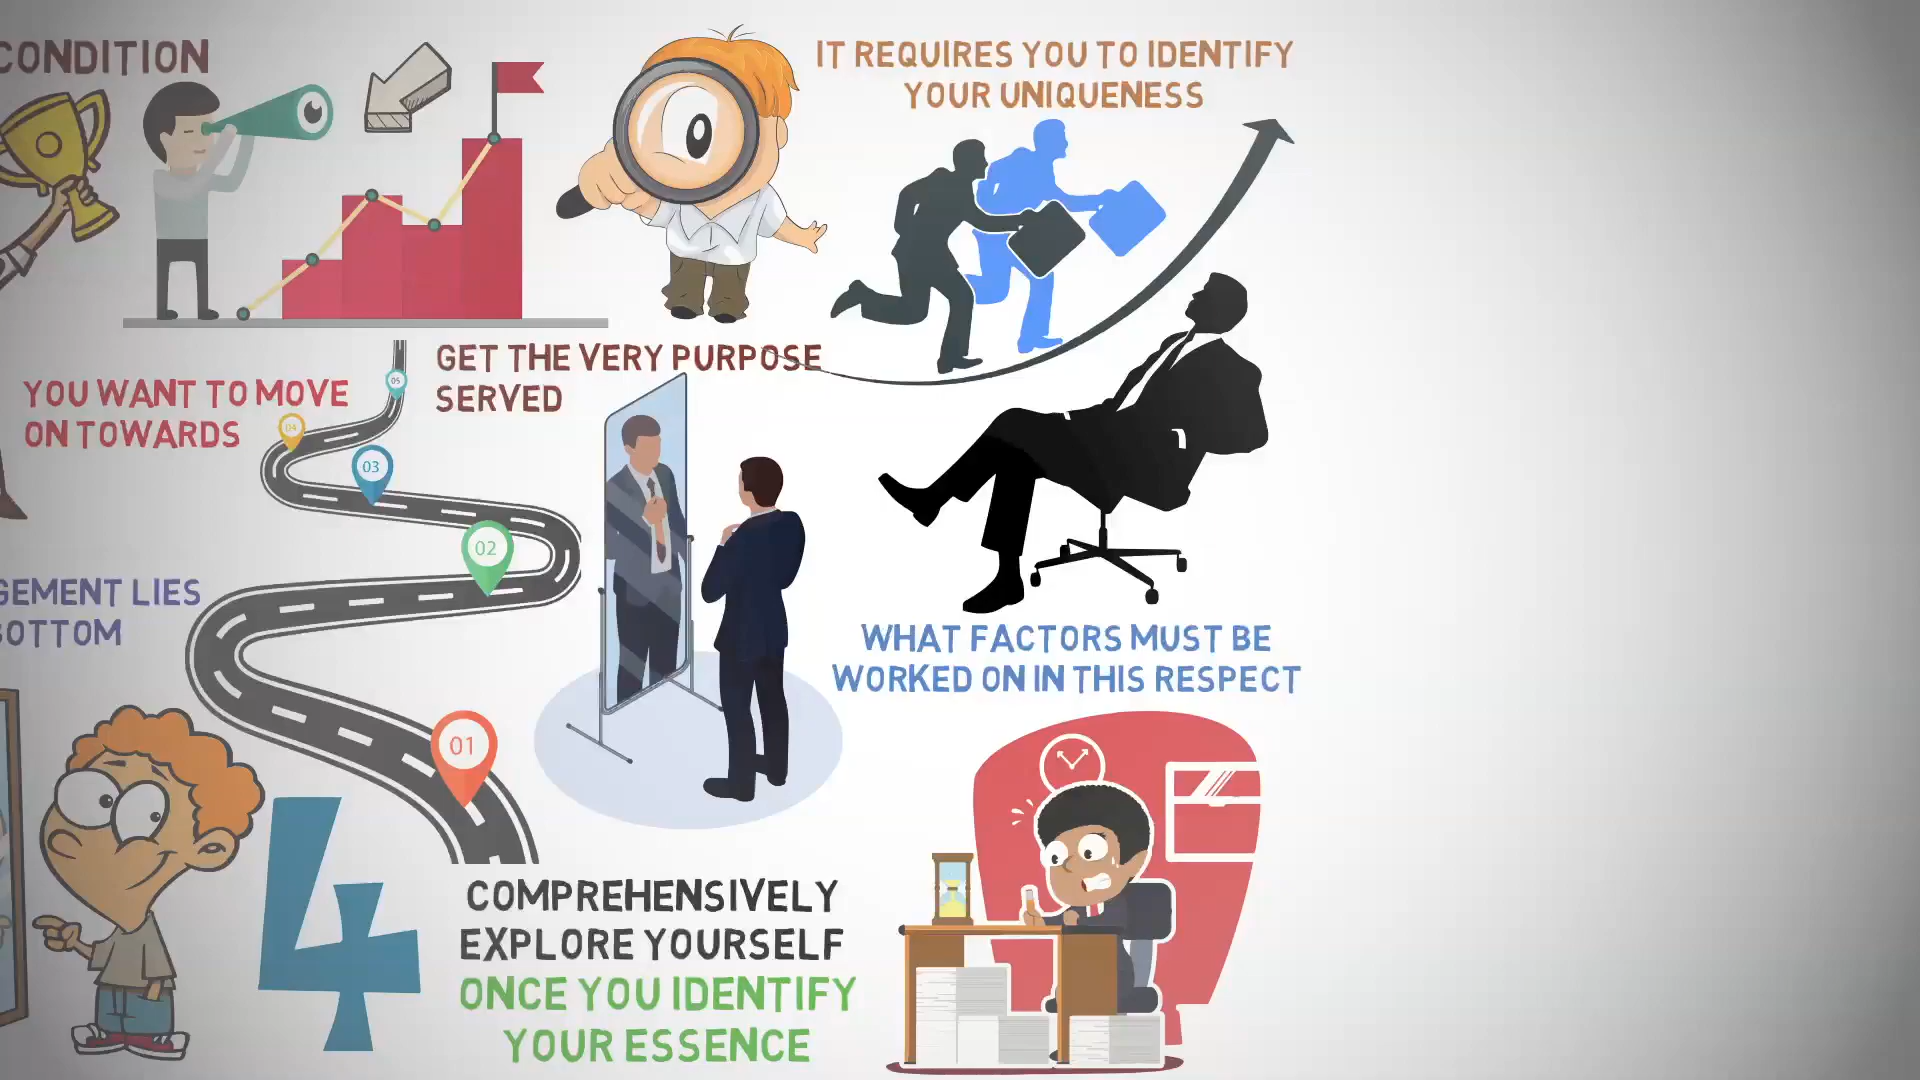 CONDITION
IT REQUIRES YOU TO IDENTIFY
YOUR UNIQUENESS
GET THE VERY PURPOSE
SERVED
YOU WANT TO MOVE
ON TOWARDS
05
04
03
02
GEMENT LIES
BOTTOM
01
WHAT FACTORS MUST BE
WORKED ON IN THIS RESPECT
4
COMPREHENSIVELY
EXPLORE YOURSELF
ONCE YOU IDENTIFY
YOUR ESSENCE